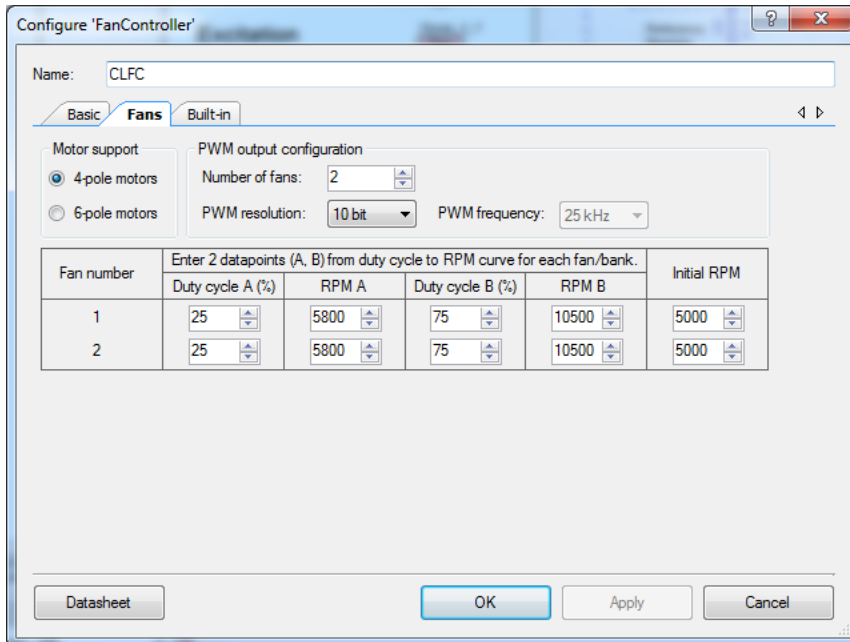 Configure 'FanController'
Name: CLFC
Basic Fans Built-in
Motor support PWM output configuration
4-pole motors Number of fans: 2
6-pole motors PWM resolution: 10 bit PWM frequency: 25 kHz
Fan number Enter 2 datapoints (A, B) from duty cycle to RPM curve for each fan/bank. Initial RPM
Duty cycle A (%) RPM A Duty cycle B (%) RPM B
1 25 5800 75 10500 5000
2 25 5800 75 10500 5000
Datasheet OK Apply Cancel